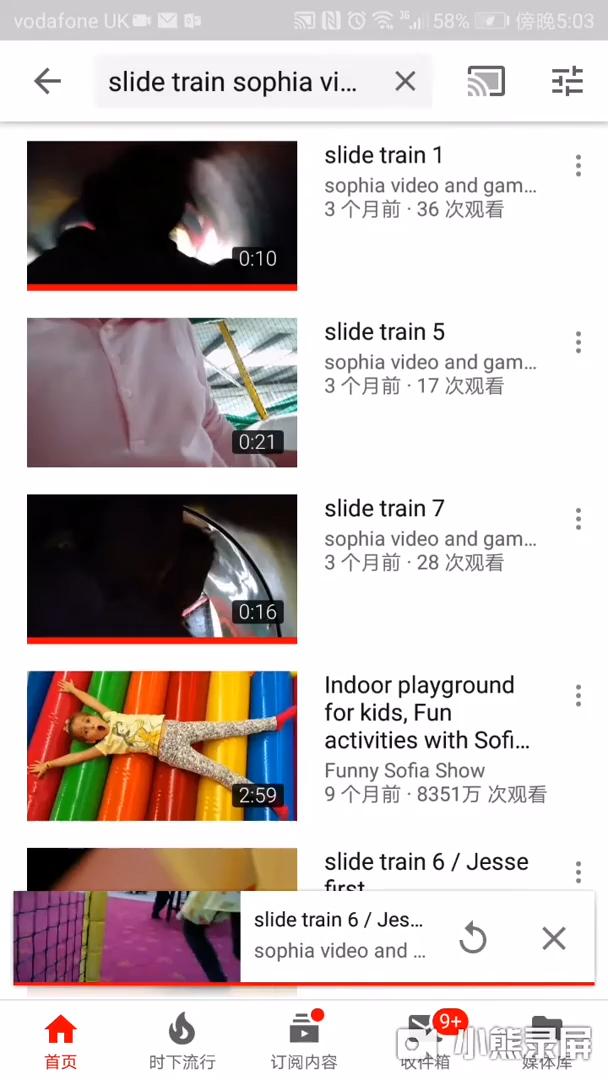 vodafone UK 3G 58% 傍晚5:03
slide train sophia vi...
slide train 1
sophia video and gam...
3 个月前 · 36 次观看
0:10
slide train 5
sophia video and gam...
3 个月前 · 17 次观看
0:21
slide train 7
sophia video and gam...
3 个月前 · 28 次观看
0:16
Indoor playground
for kids, Fun
activities with Sofi...
Funny Sofia Show
9 个月前 · 8351万 次观看
2:59
slide train 6 / Jesse
first
slide train 6 / Jes...
sophia video and ...
9+
首页
时下流行
订阅内容
收件箱
媒体库
小熊录屏